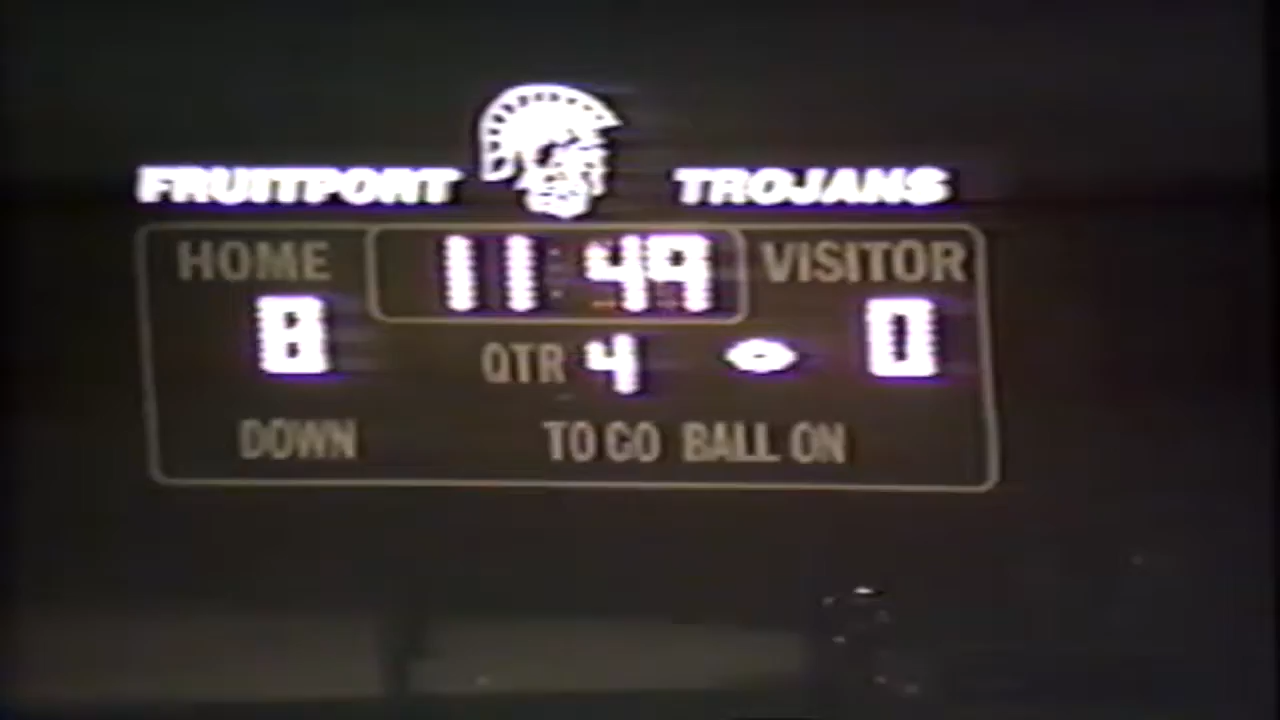 FRUITPORT TROJANS
HOME 11:49 VISITOR
8 QTR 4 0
DOWN TO GO BALL ON